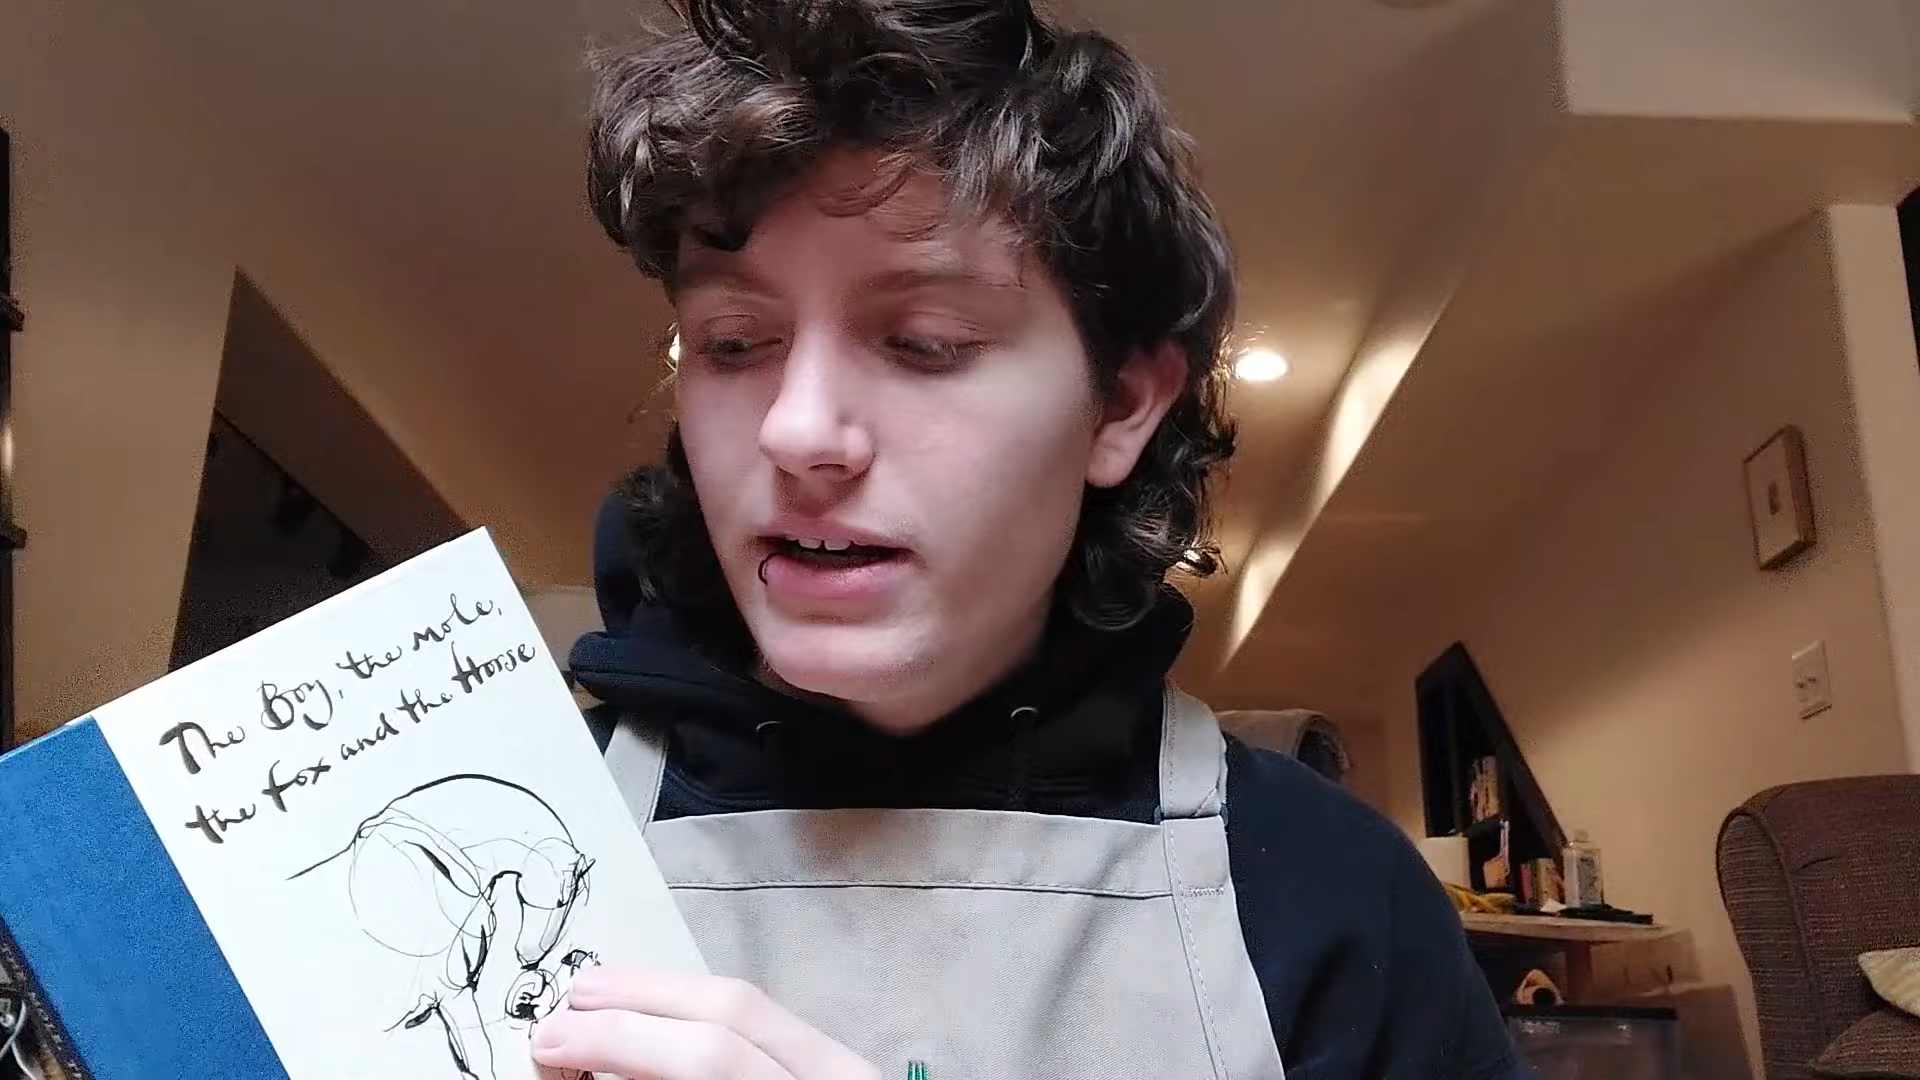 The Boy, the mole,
the fox and the Horse